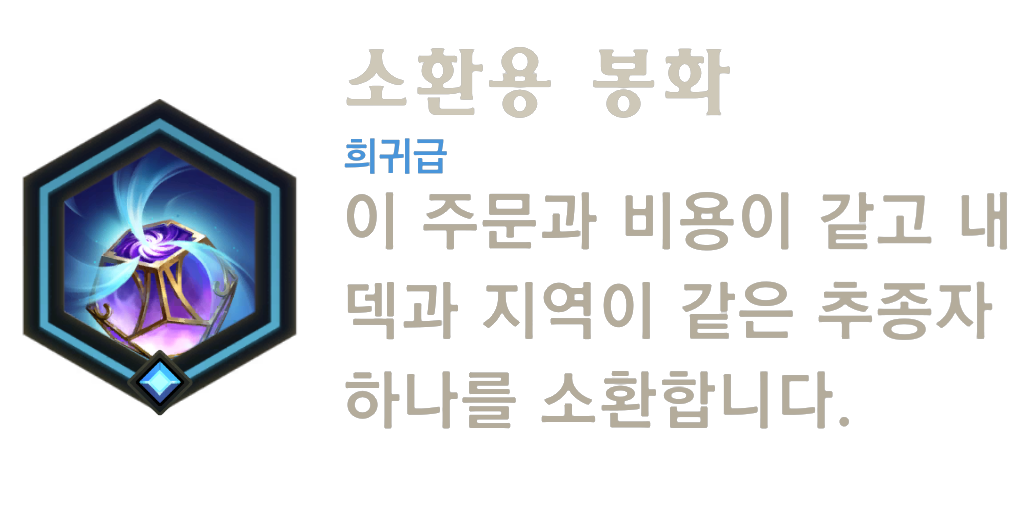 소환용 봉화
희귀급
이 주문과 비용이 같고 내
덱과 지역이 같은 추종자
하나를 소환합니다.